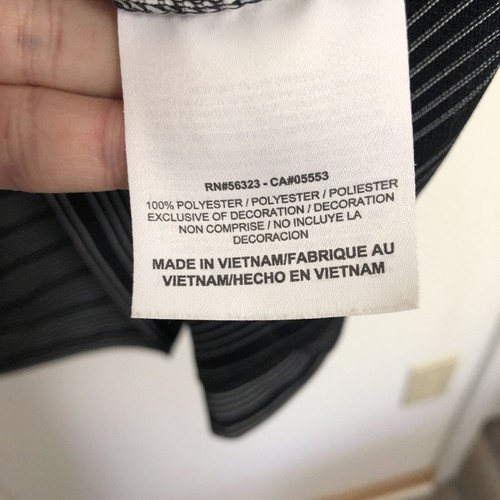 RN#56323 - CA#05553
100% POLYESTER / POLYESTER / POLIESTER
EXCLUSIVE OF DECORATION / DECORATION
NON COMPRISE / NO INCLUYE LA
DECORACION
MADE IN VIETNAM/FABRIQUE AU
VIETNAM/HECHO EN VIETNAM